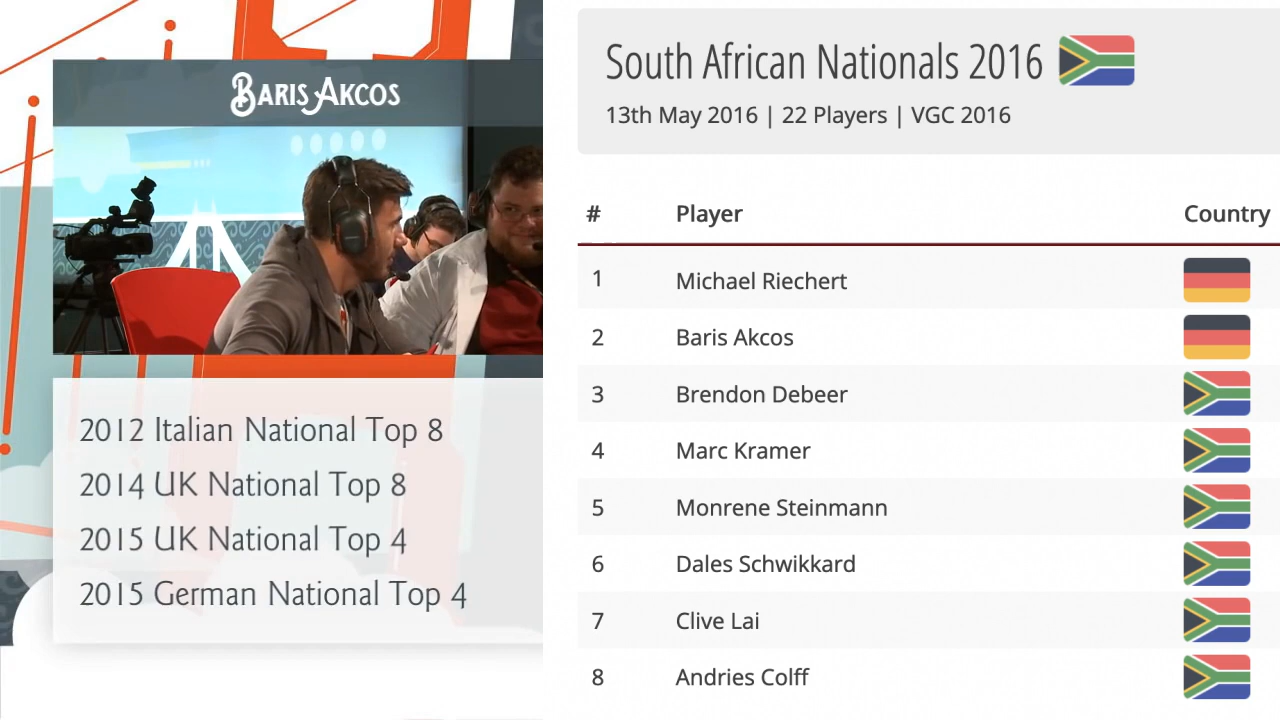 Baris Akcos
2012 Italian National Top 8
2014 UK National Top 8
2015 UK National Top 4
2015 German National Top 4
South African Nationals 2016
13th May 2016 | 22 Players | VGC 2016
# Player Country
1 Michael Riechert
2 Baris Akcos
3 Brendon Debeer
4 Marc Kramer
5 Monrene Steinmann
6 Dales Schwikkard
7 Clive Lai
8 Andries Colff